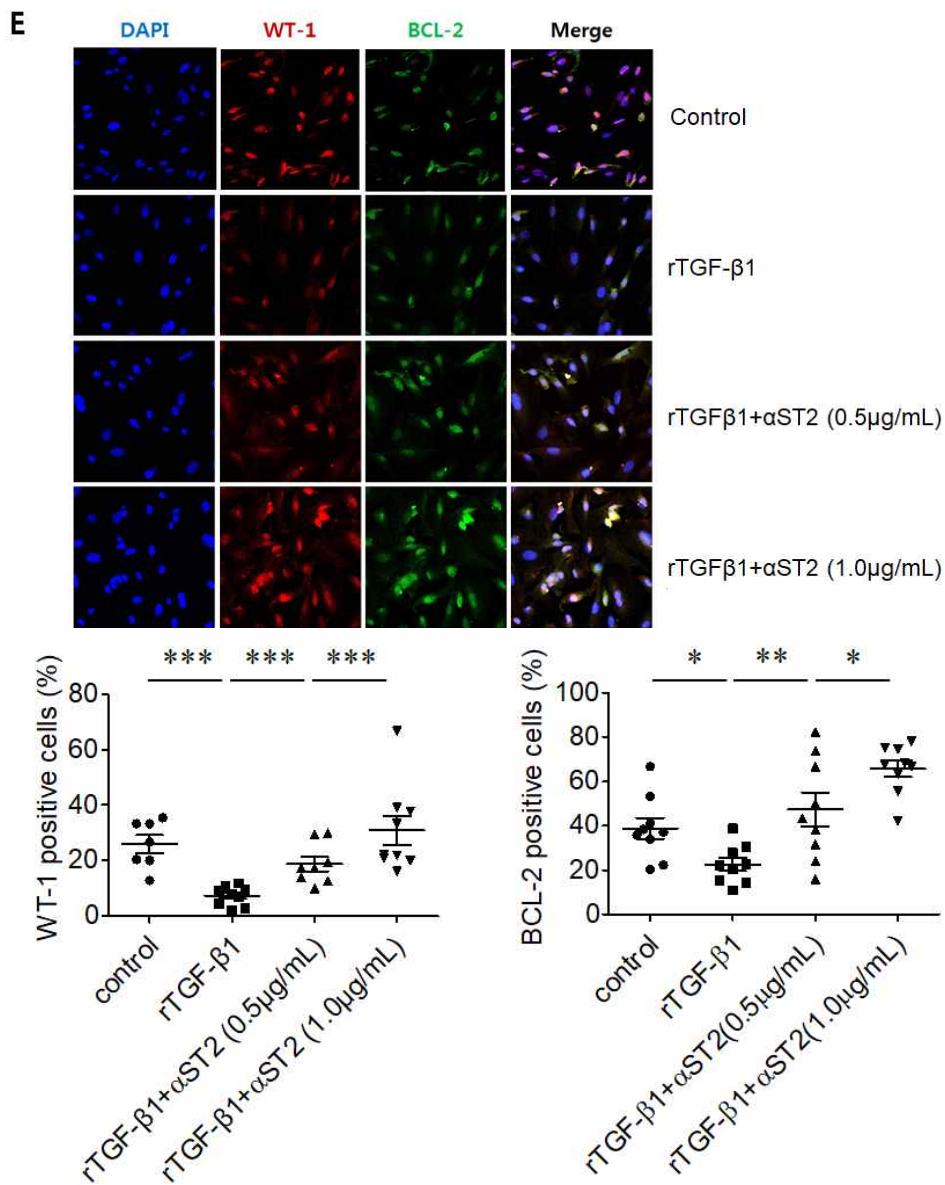 E
DAPI WT-1 BCL-2 Merge
Control
rTGF-β1
rTGFβ1+αST2 (0.5µg/mL)
rTGFβ1+αST2 (1.0µg/mL)
WT-1 positive cells (%)
80
60
40
20
0
*** *** ***
control
rTGF-β1
rTGF-β1+αST2 (0.5µg/mL)
rTGF-β1+αST2 (1.0µg/mL)
BCL-2 positive cells (%)
100
80
60
40
20
0
* ** *
control
rTGF-β1
rTGF-β1+αST2(0.5µg/mL)
rTGF-β1+αST2(1.0µg/mL)